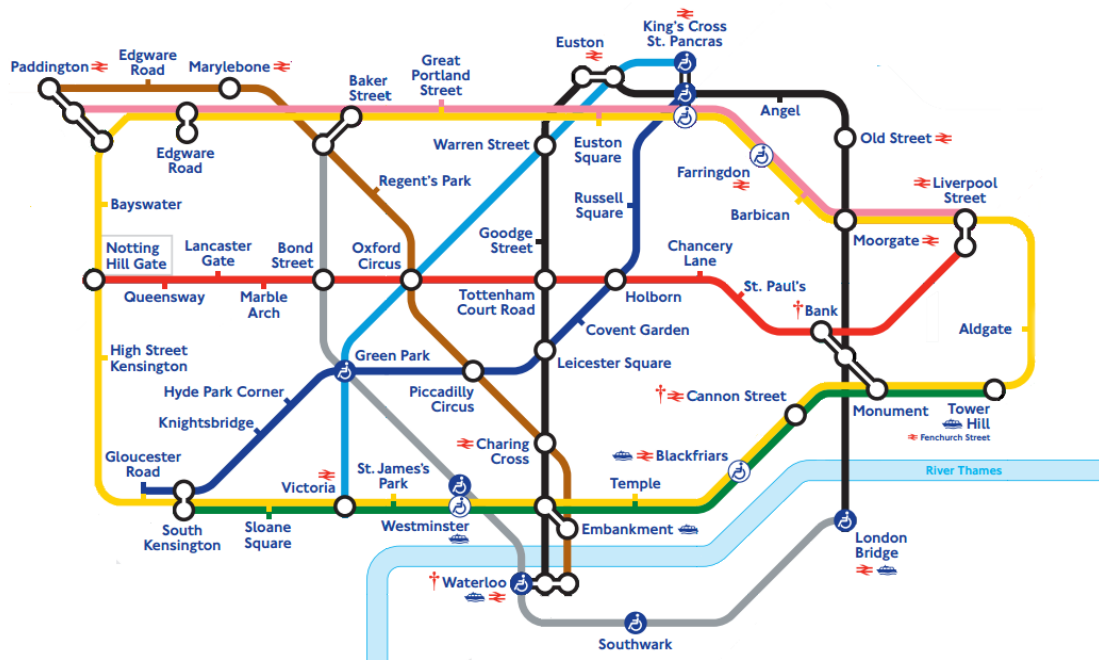 King's Cross
St. Pancras
Euston
Edgware
Road
Paddington
Marylebone
Great
Portland
Street
Baker
Street
Angel
Old Street
Warren Street
Euston
Square
Edgware
Road
Farringdon
Regent's Park
Liverpool
Street
Barbican
Bayswater
Russell
Square
Goodge
Street
Moorgate
Notting
Hill Gate
Lancaster
Gate
Bond
Street
Oxford
Circus
Chancery
Lane
St. Paul's
Queensway
Marble
Arch
Tottenham
Court Road
Holborn
†Bank
Covent Garden
Aldgate
High Street
Kensington
Green Park
Leicester Square
Hyde Park Corner
Piccadilly
Circus
† Cannon Street
Monument
Tower
Hill
Fenchurch Street
Knightsbridge
Charing
Cross
Gloucester
Road
Blackfriars
River Thames
Victoria
St. James's
Park
Temple
South
Kensington
Sloane
Square
Westminster
Embankment
London
Bridge
†Waterloo
Southwark